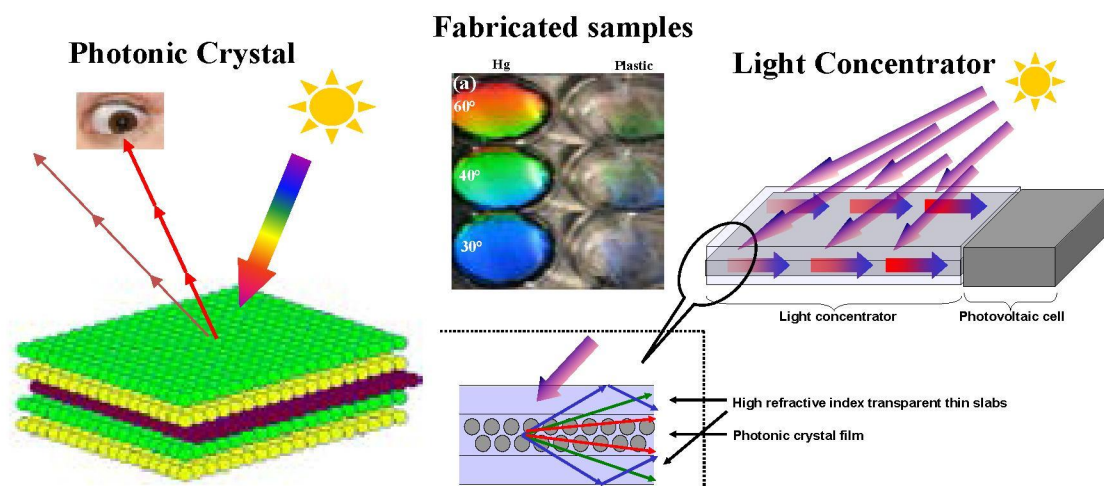 Photonic Crystal
Fabricated samples
Hg
Plastic
(a)
60°
40°
30°
Light Concentrator
Light concentrator
Photovoltaic cell
High refractive index transparent thin slabs
Photonic crystal film